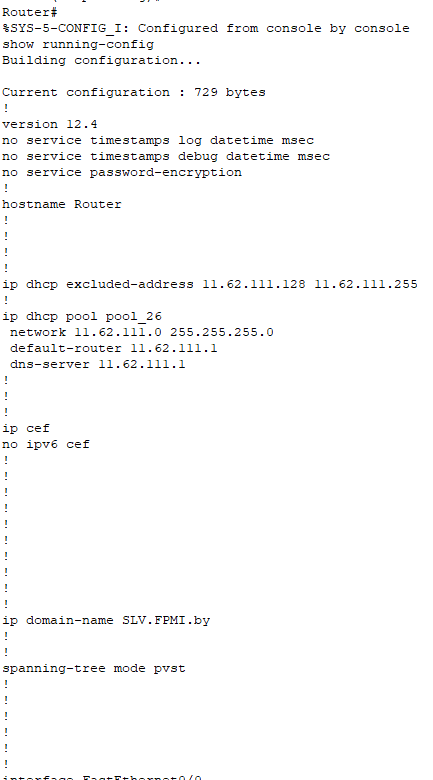 Router#
%SYS-5-CONFIG_I: Configured from console by console
show running-config
Building configuration...
Current configuration : 729 bytes
!
version 12.4
no service timestamps log datetime msec
no service timestamps debug datetime msec
no service password-encryption
!
hostname Router
!
!
!
!
ip dhcp excluded-address 11.62.111.128 11.62.111.255
!
ip dhcp pool pool_26
network 11.62.111.0 255.255.255.0
default-router 11.62.111.1
dns-server 11.62.111.1
!
!
!
ip cef
no ipv6 cef
!
!
!
!
!
!
!
!
!
!
ip domain-name SLV.FPMI.by
!
!
spanning-tree mode pvst
!
!
!
!
!
!
interface FastEthernet0/0